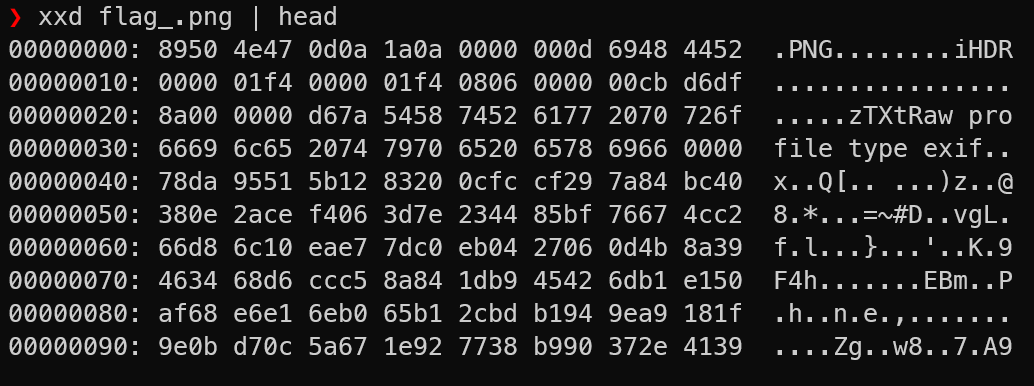 ❯ xxd flag_.png | head
00000000: 8950 4e47 0d0a 1a0a 0000 000d 6948 4452  .PNG........iHDR
00000010: 0000 01f4 0000 01f4 0806 0000 00cb d6df  ................
00000020: 8a00 0000 d67a 5458 7452 6177 2070 726f  .....zTXtRaw pro
00000030: 6669 6c65 2074 7970 6520 6578 6966 0000  file type exif..
00000040: 78da 9551 5b12 8320 0cfc cf29 7a84 bc40  x..Q[.. ...)z..@
00000050: 380e 2ace f406 3d7e 2344 85bf 7667 4cc2  8.*...=~#D..vgL.
00000060: 66d8 6c10 eae7 7dc0 eb04 2706 0d4b 8a39  f.l...}...'..K.9
00000070: 4634 68d6 ccc5 8a84 1db9 4542 6db1 e150  F4h.......EBm..P
00000080: af68 e6e1 6eb0 65b1 2cbd b194 9ea9 181f  .h..n.e.,.......
00000090: 9e0b d70c 5a67 1e92 7738 b990 372e 4139  ....Zg..w8..7.A9